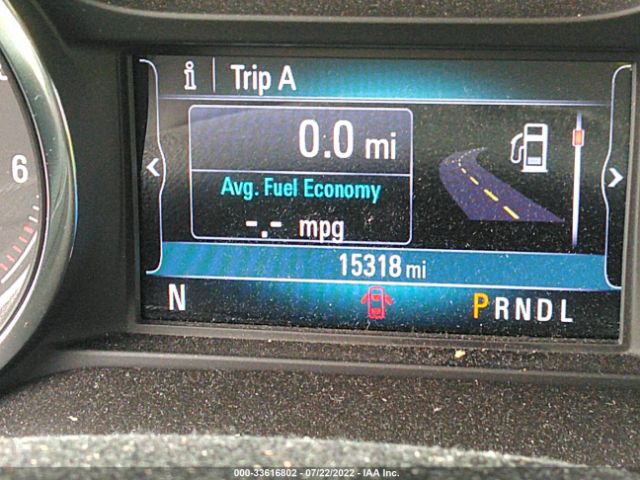 i Trip A
0.0 mi
Avg. Fuel Economy
-.- mpg
15318 mi
N
PRNDL
6
000-33616802 - 07/22/2022 - IAA Inc.